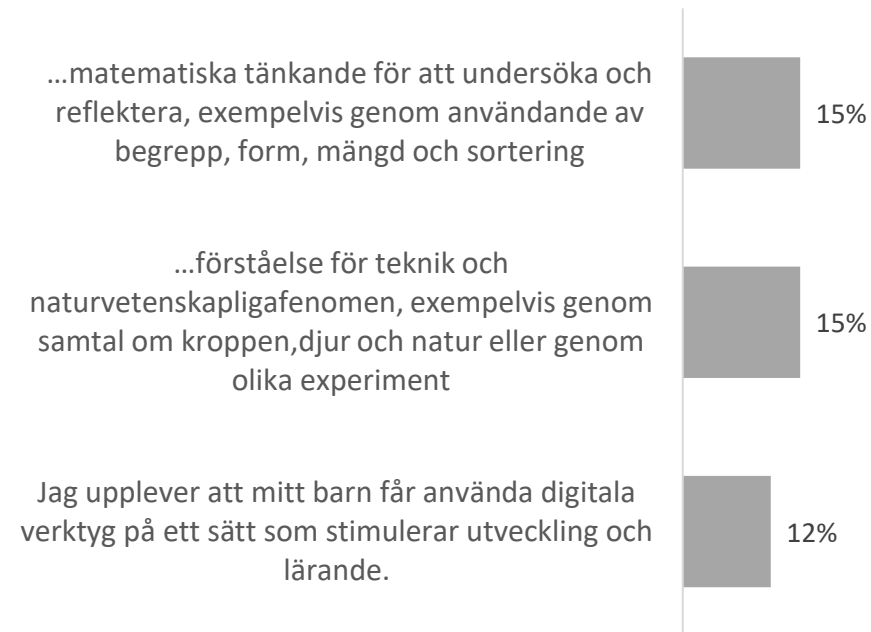 …matematiska tänkande för att undersöka och
reflektera, exempelvis genom användande av
begrepp, form, mängd och sortering
15%
…förståelse för teknik och
naturvetenskapligafenomen, exempelvis genom
samtal om kroppen,djur och natur eller genom
olika experiment
15%
Jag upplever att mitt barn får använda digitala
verktyg på ett sätt som stimulerar utveckling och
lärande.
12%